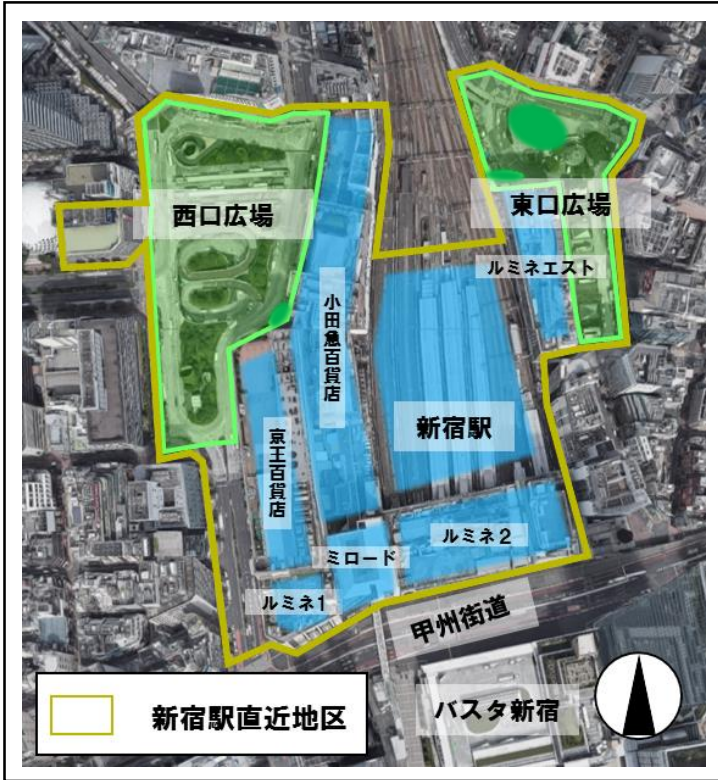 西口広場
東口広場
ルミネエスト
小田急百貨店
新宿駅
京王百貨店
ルミネ2
ミロード
ルミネ1
甲州街道
新宿駅直近地区
バスタ新宿